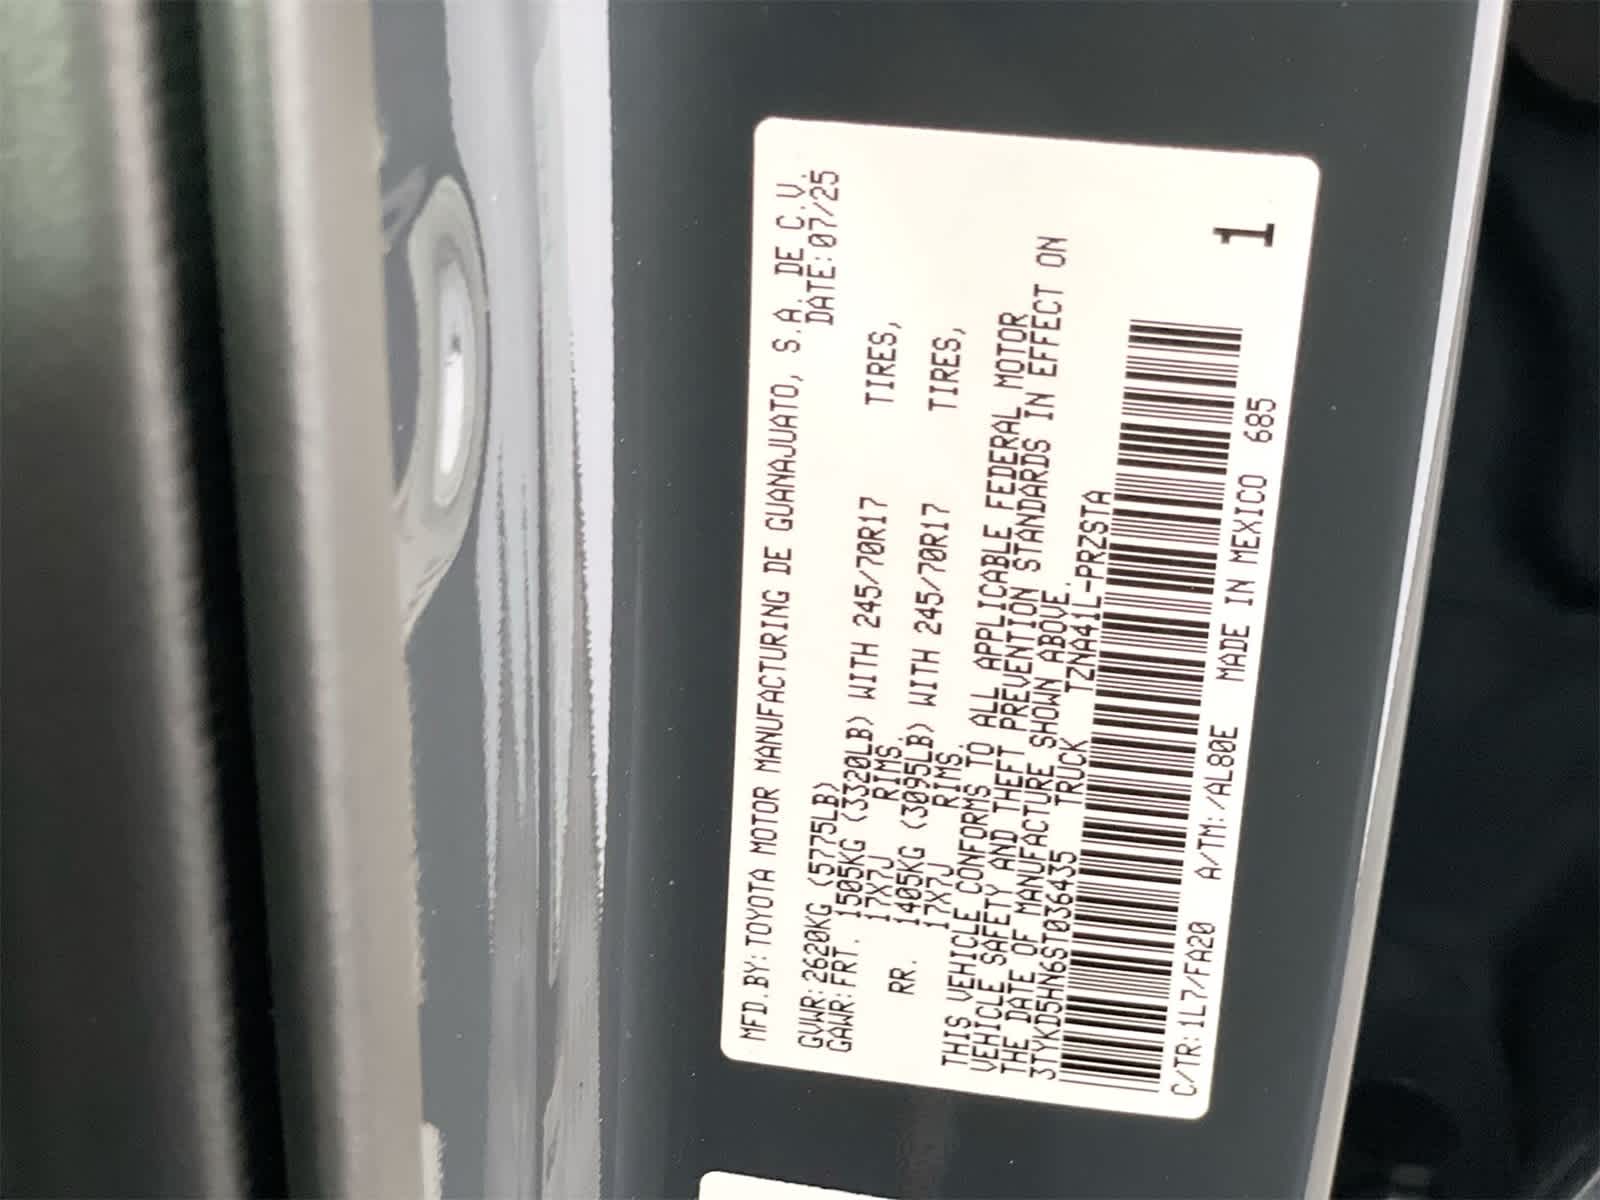 MFD.BY: TOYOTA MOTOR MANUFACTURING DE GUANAJUATO, S.A. DE C.V.
DATE: 07/25
GVWR: 2620KG (5775LB)
GAWR: FRT. 1505KG (3320LB) WITH 245/70R17 TIRES,
17X7J RIMS.
RR. 1405KG (3095LB) WITH 245/70R17 TIRES,
17X7J RIMS.
THIS VEHICLE CONFORMS TO ALL APPLICABLE FEDERAL MOTOR
VEHICLE SAFETY AND THEFT PREVENTION STANDARDS IN EFFECT ON
THE DATE OF MANUFACTURE SHOWN ABOVE.
3TYKD5HN6ST036435 TRUCK TZNA41L-PRZSTA
1
C/TR: 1L7/FA20 A/TM: /AL80E MADE IN MEXICO 685